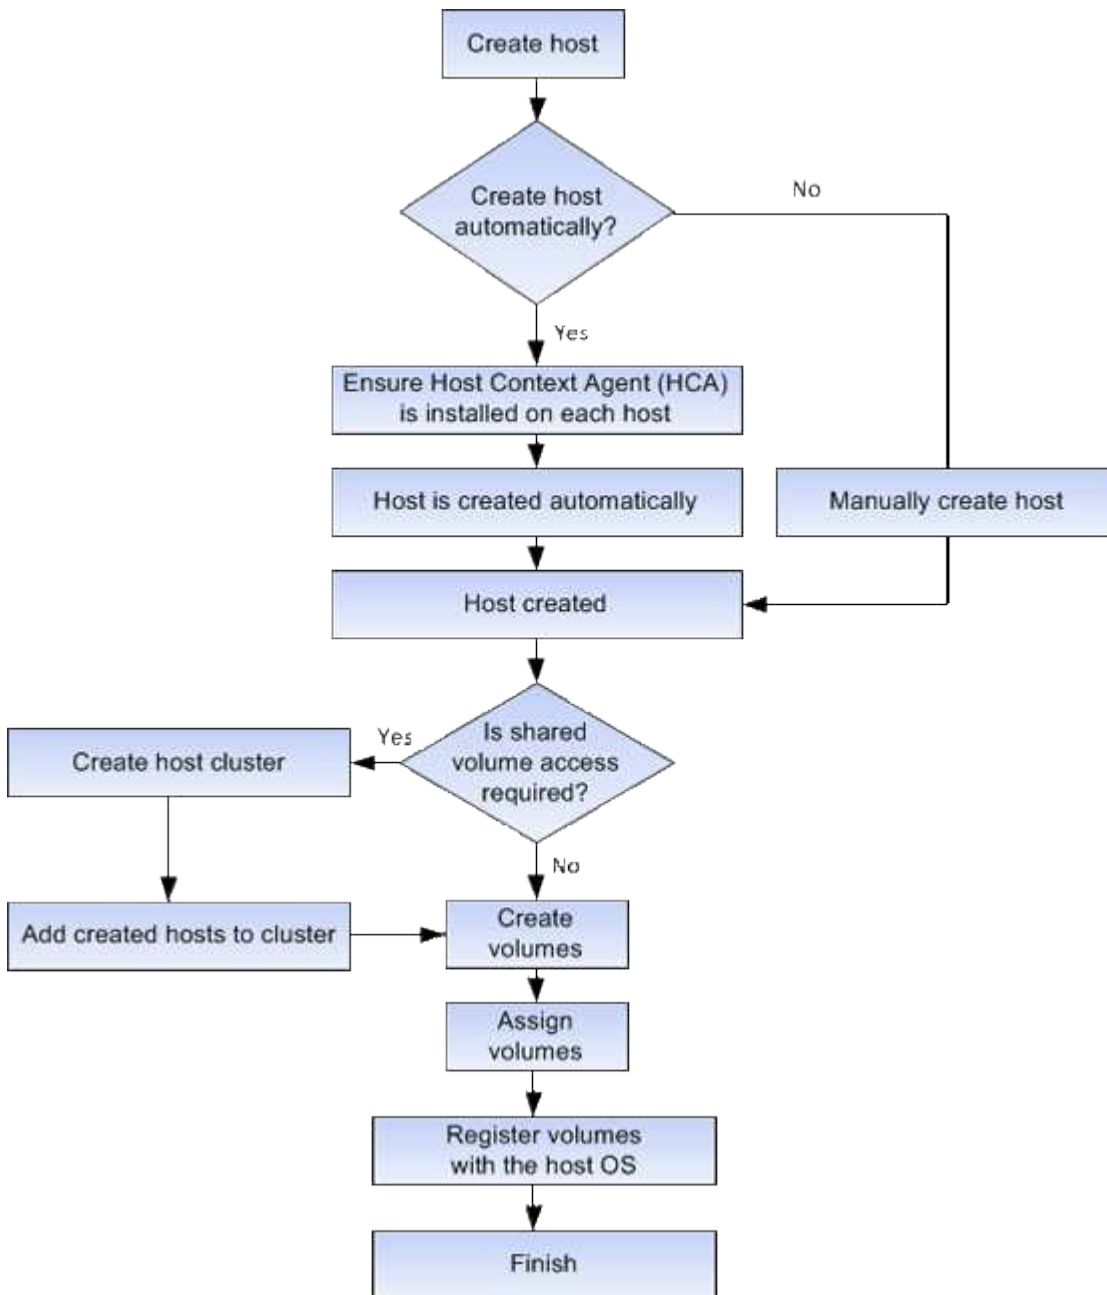 Create host
Create host
automatically?
No
Yes
Ensure Host Context Agent (HCA)
is installed on each host
Host is created automatically
Manually create host
Host created
Is shared
volume access
required?
Yes
Create host cluster
No
Add created hosts to cluster
Create
volumes
Assign
volumes
Register volumes
with the host OS
Finish